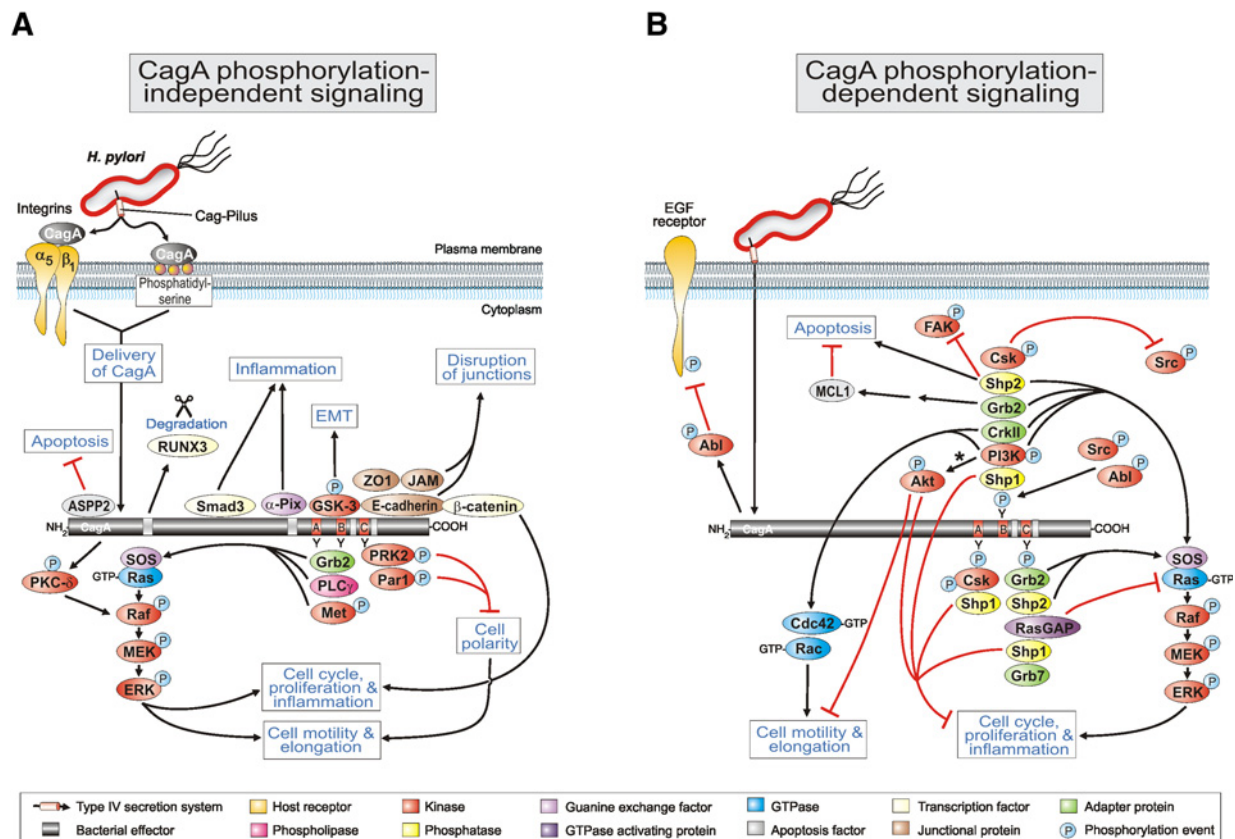 A
CagA phosphorylation-
independent signaling
H. pylori
Integrins
Cag-Pilus
CagA
CagA
α5 β1
Plasma membrane
Phosphatidyl-
serine
Cytoplasm
Delivery
of CagA
Inflammation
Disruption
of junctions
Degradation
EMT
Apoptosis
RUNX3
P
ZO1 JAM
ASPP2
Smad3
α-Pix
GSK-3
E-cadherin
β-catenin
NH2
CagA
A B C
COOH
Y Y Y
SOS
Grb2
PRK2 P
P
PKC-δ
GTP-Ras
PLCγ
Par1 P
Raf P
Met P
MEK P
Cell
polarity
ERK P
Cell cycle,
proliferation &
inflammation
Cell motility &
elongation
B
CagA phosphorylation-
dependent signaling
EGF
receptor
P
Apoptosis
FAK P
Csk P
Src P
MCL1
Shp2
Grb2
P
Abl
CrkII
PI3K P
*
P
Akt
Shp1
Src P
Abl P
P
Y
NH2
CagA
A B C
COOH
Y Y
P P
SOS
P Csk
Grb2
Ras-GTP
Shp1
Shp2
Cdc42-GTP
RasGAP
Raf P
GTP-Rac
Shp1
MEK P
Grb7
ERK P
Cell motility &
elongation
Cell cycle,
proliferation &
inflammation
Type IV secretion system
Host receptor
Kinase
Guanine exchange factor
GTPase
Transcription factor
Adapter protein
Bacterial effector
Phospholipase
Phosphatase
GTPase activating protein
Apoptosis factor
Junctional protein
P Phosphorylation event